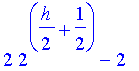 2 2^(h/2 + 1/2) − 2